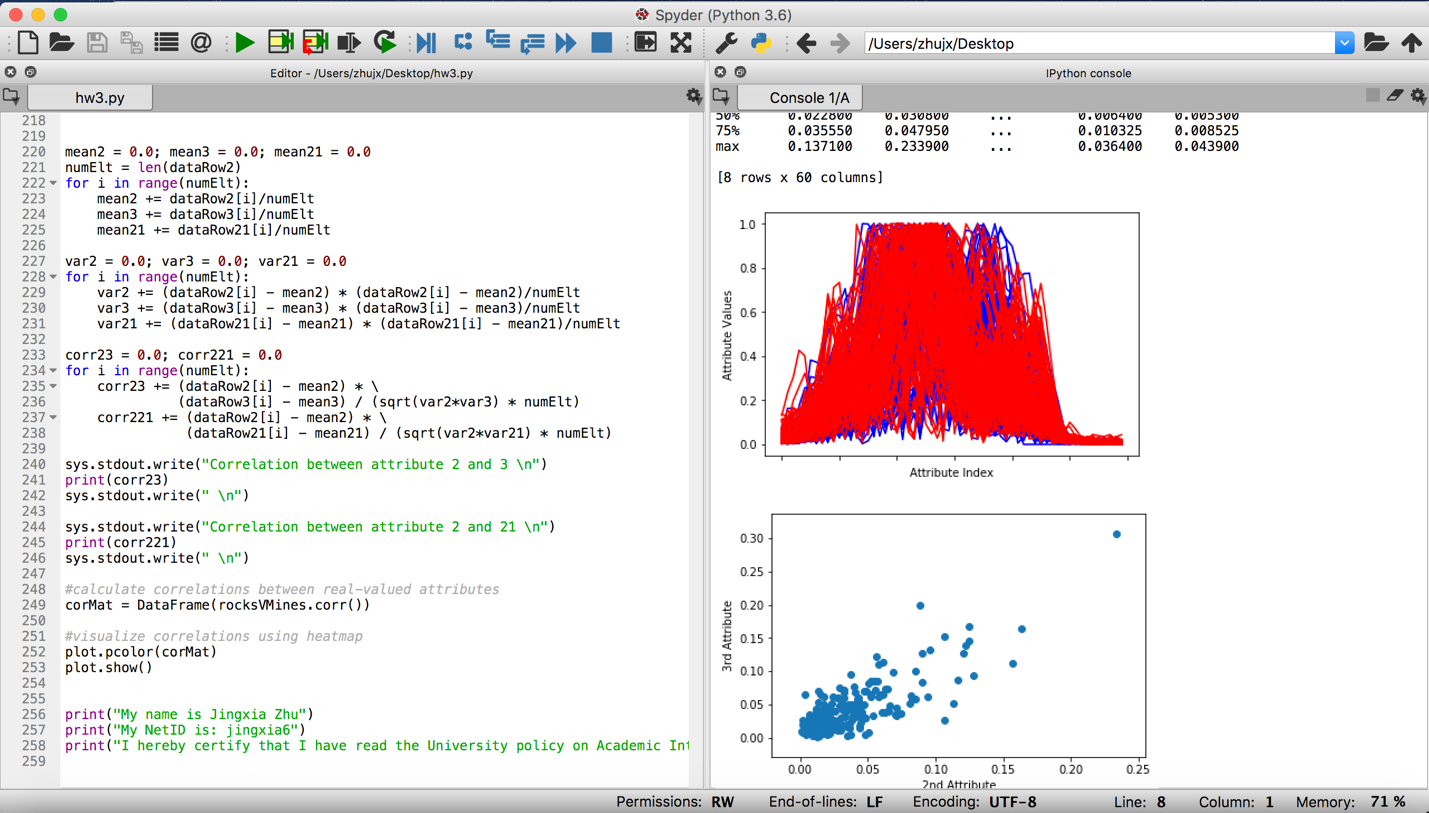 Spyder (Python 3.6)
/Users/zhujx/Desktop
Editor - /Users/zhujx/Desktop/hw3.py
hw3.py
218
219
220 mean2 = 0.0; mean3 = 0.0; mean21 = 0.0
221 numElt = len(dataRow2)
222 for i in range(numElt):
223     mean2 += dataRow2[i]/numElt
224     mean3 += dataRow3[i]/numElt
225     mean21 += dataRow21[i]/numElt
226
227 var2 = 0.0; var3 = 0.0; var21 = 0.0
228 for i in range(numElt):
229     var2 += (dataRow2[i] - mean2) * (dataRow2[i] - mean2)/numElt
230     var3 += (dataRow3[i] - mean3) * (dataRow3[i] - mean3)/numElt
231     var21 += (dataRow21[i] - mean21) * (dataRow21[i] - mean21)/numElt
232
233 corr23 = 0.0; corr221 = 0.0
234 for i in range(numElt):
235     corr23 += (dataRow2[i] - mean2) * \
236               (dataRow3[i] - mean3) / (sqrt(var2*var3) * numElt)
237     corr221 += (dataRow2[i] - mean2) * \
238                (dataRow21[i] - mean21) / (sqrt(var2*var21) * numElt)
239
240 sys.stdout.write("Correlation between attribute 2 and 3 \n")
241 print(corr23)
242 sys.stdout.write(" \n")
243
244 sys.stdout.write("Correlation between attribute 2 and 21 \n")
245 print(corr221)
246 sys.stdout.write(" \n")
247
248 #calculate correlations between real-valued attributes
249 corMat = DataFrame(rocksVMines.corr())
250
251 #visualize correlations using heatmap
252 plot.pcolor(corMat)
253 plot.show()
254
255
256 print("My name is Jingxia Zhu")
257 print("My NetID is: jingxia6")
258 print("I hereby certify that I have read the University policy on Academic Int
259
IPython console
Console 1/A
50% 0.022800 0.030800 ... 0.006400 0.005300
75% 0.035550 0.047950 ... 0.010325 0.008525
max 0.137100 0.233900 ... 0.036400 0.043900
[8 rows x 60 columns]
1.0
0.8
0.6
0.4
0.2
0.0
Attribute Values
Attribute Index
0.30
0.25
0.20
0.15
0.10
0.05
0.00
3rd Attribute
0.00 0.05 0.10 0.15 0.20 0.25
2nd Attribute
Permissions: RW End-of-lines: LF Encoding: UTF-8 Line: 8 Column: 1 Memory: 71 %